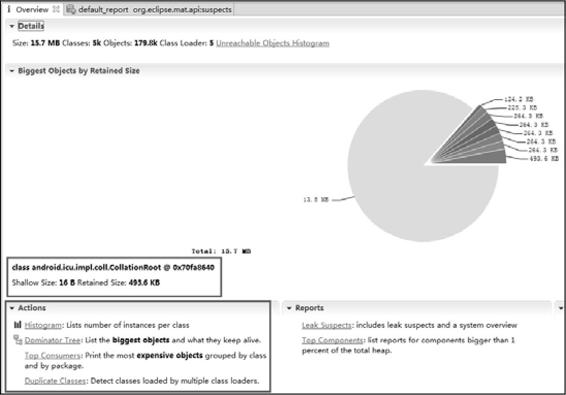 i Overview
default_report org.eclipse.mat.api:suspects
Details
Size: 15.7 MB Classes: 5k Objects: 179.8k Class Loader: 5 Unreachable Objects Histogram
Biggest Objects by Retained Size
124.2 KB
225.3 KB
264.3 KB
264.3 KB
264.3 KB
264.3 KB
493.6 KB
13.8 MB
Total: 15.7 MB
class android.icu.impl.coll.CollationRoot @ 0x70fa8640
Shallow Size: 16 B Retained Size: 493.6 KB
Actions
Histogram: Lists number of instances per class
Dominator Tree: List the biggest objects and what they keep alive.
Top Consumers: Print the most expensive objects grouped by class
and by package.
Duplicate Classes: Detect classes loaded by multiple class loaders.
Reports
Leak Suspects: includes leak suspects and a system overview
Top Components: list reports for components bigger than 1
percent of the total heap.